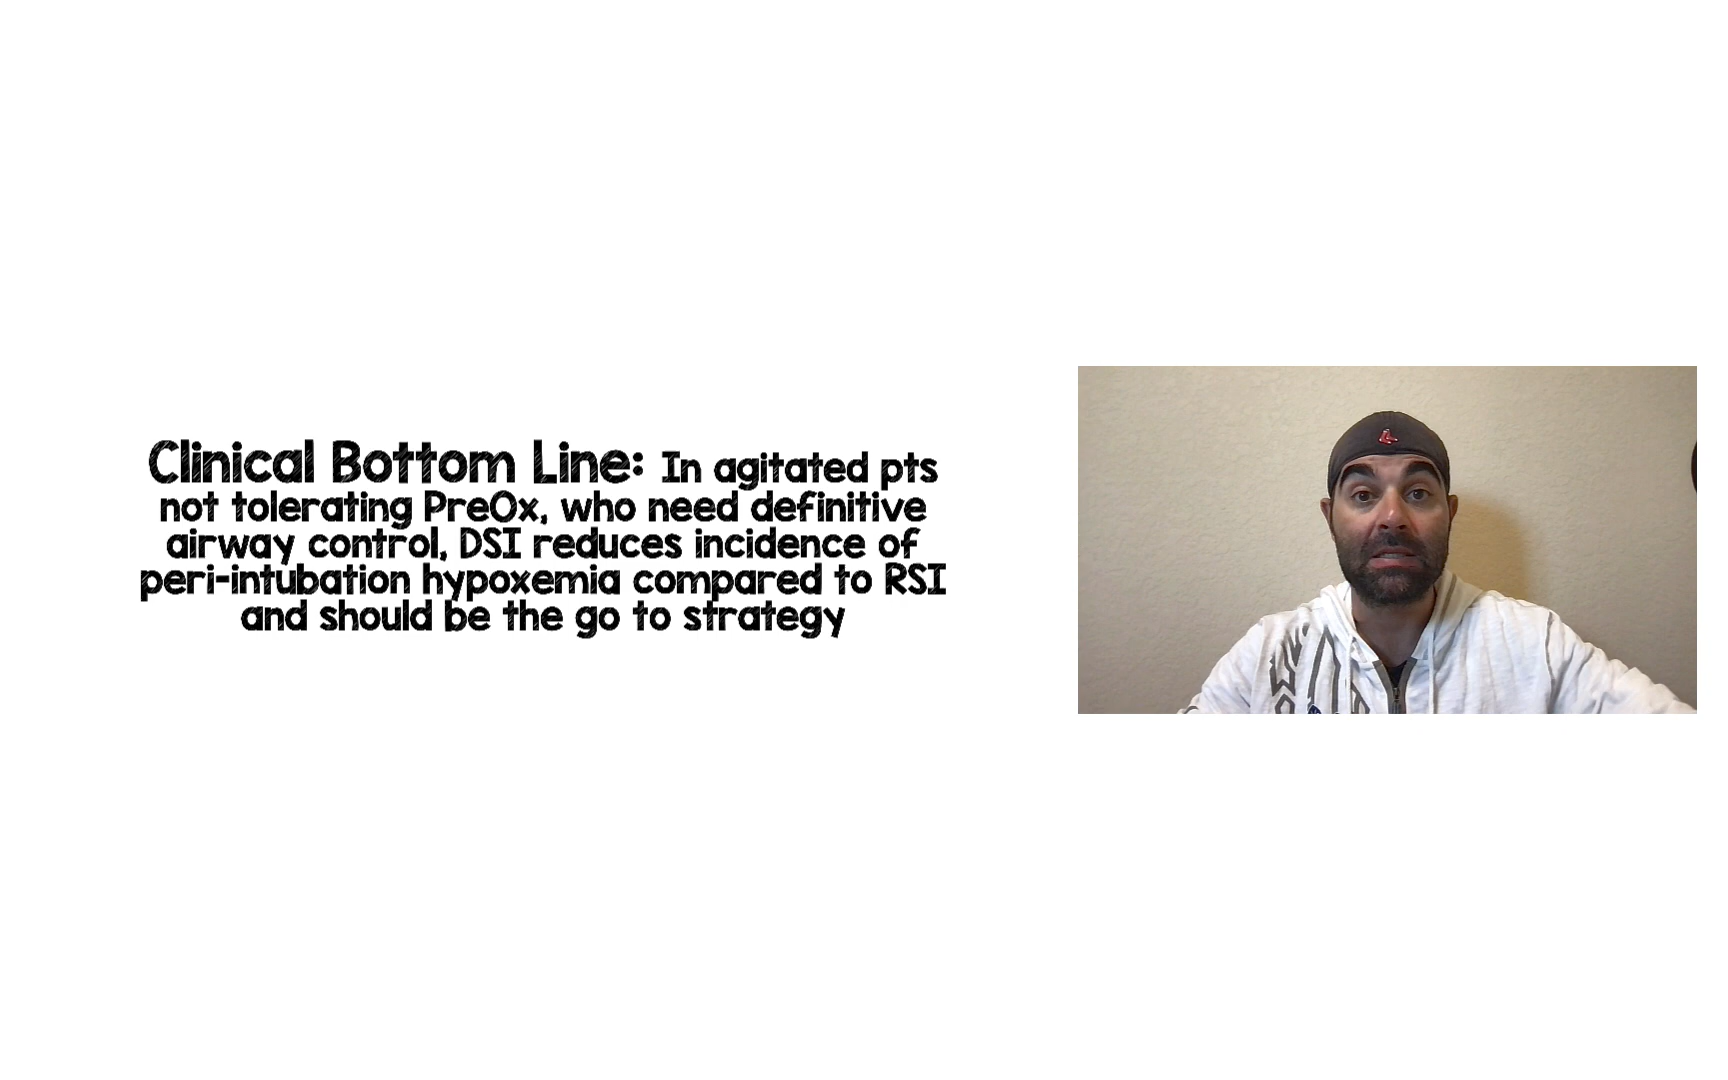 Clinical Bottom Line: In agitated pts
not tolerating PreOx, who need definitive
airway control, DSI reduces incidence of
peri-intubation hypoxemia compared to RSI
and should be the go to strategy